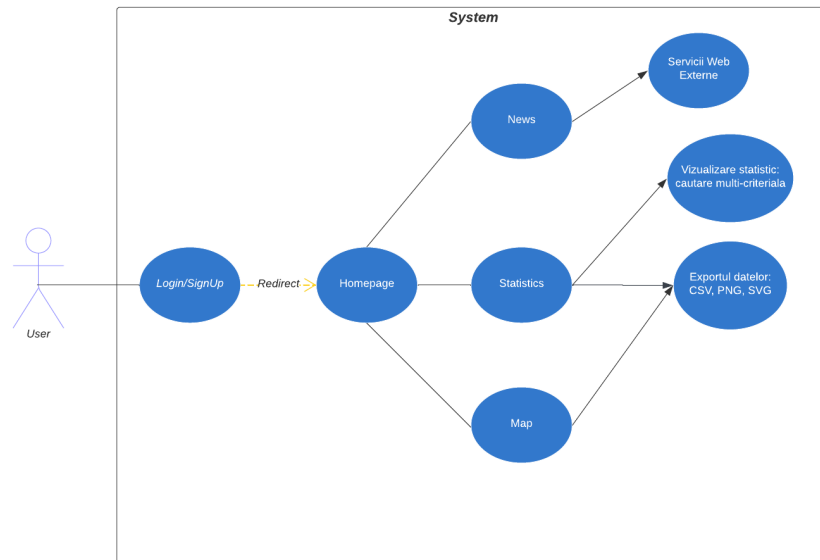 System
Servicii Web
Externe
News
Vizualizare statistic:
cautare multi-criteriala
Login/SignUp
Redirect
Homepage
Statistics
Exportul datelor:
CSV, PNG, SVG
User
Map